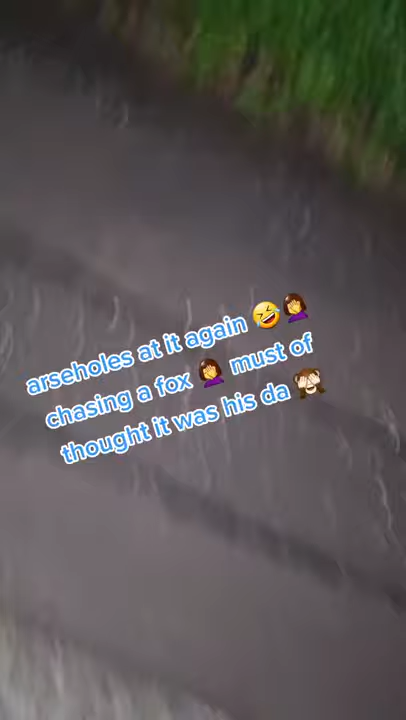 arseholes at it again 🤣🤦‍♀️
chasing a fox 🤦‍♀️ must of
thought it was his da 🙈